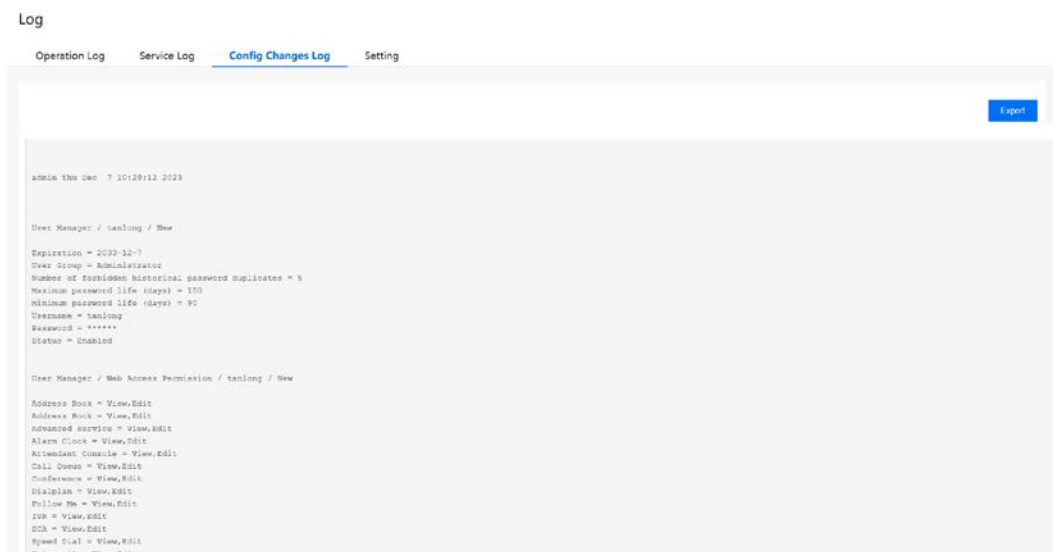 Log
Operation Log Service Log Config Changes Log Setting
Export
admin Thu Dec 7 10:29:12 2023
User Manager / tanlong / New
Expiration = 2033-12-7
User Group = Administrator
Number of forbidden historical password duplicates = 5
Maximum password life (days) = 100
Minimum password life (days) = 90
Username = tanlong
Password = ******
Status = Enabled
User Manager / Web Access Permission / tanlong / New
Address Book = View,Edit
Address Book = View,Edit
Advanced Service = View,Edit
Alarm Clock = View,Edit
Attendant Console = View,Edit
Call Queue = View,Edit
Conference = View,Edit
Dialplan = View,Edit
Follow Me = View,Edit
IVR = View,Edit
SCA = View,Edit
Speed Dial = View,Edit